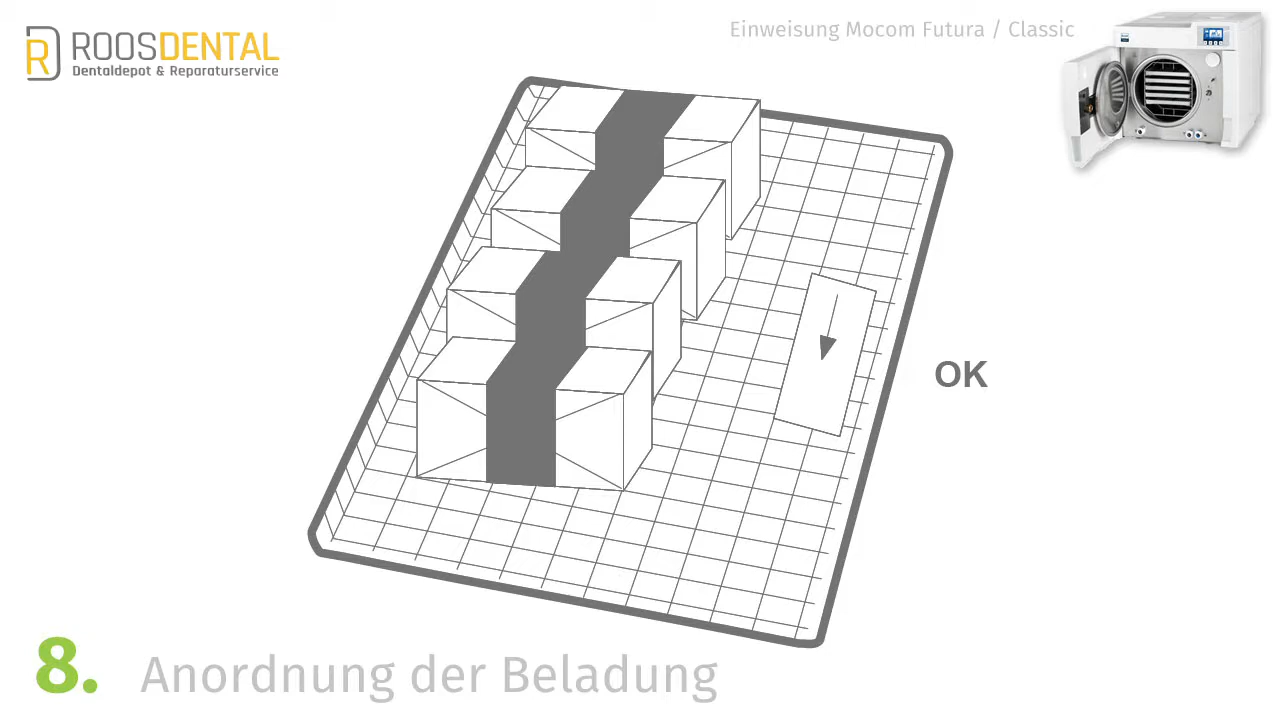 ROOSDENTAL
Dentaldepot & Reparaturservice
Einweisung Mocom Futura / Classic
OK
8. Anordnung der Beladung